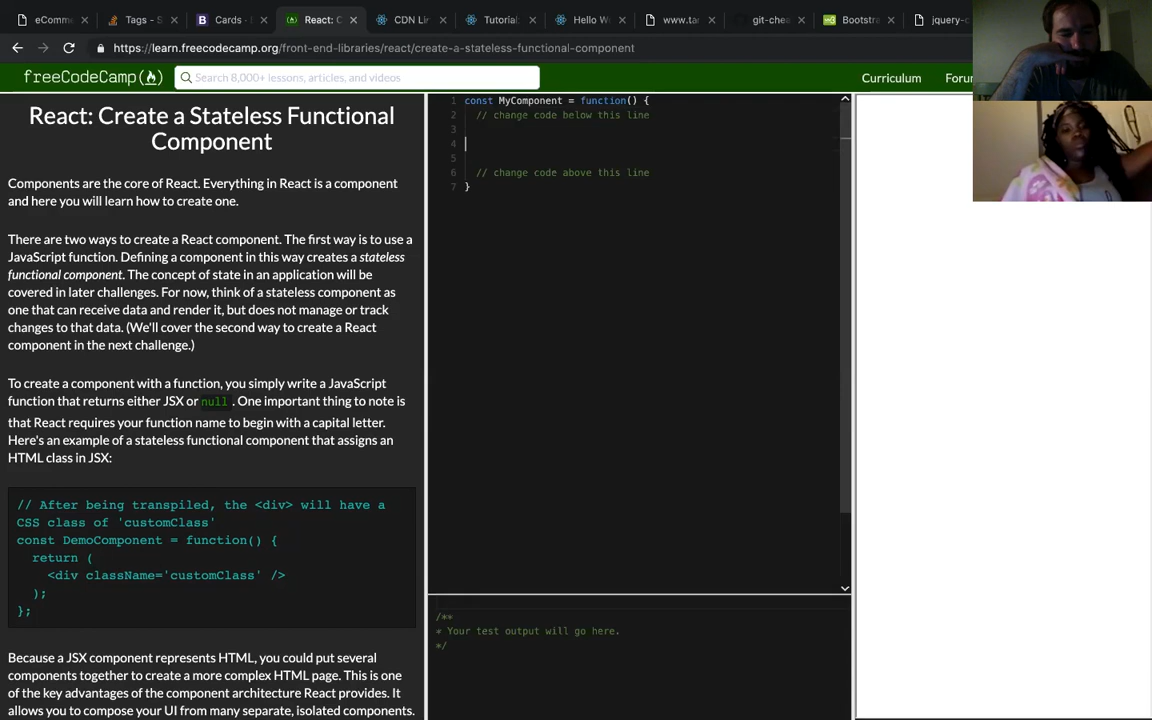 eComme
Tags - S
Cards -
React: C
CDN Lir
Tutorial:
Hello W
www.tar
git-chea
Bootstra
jquery-c
https://learn.freecodecamp.org/front-end-libraries/react/create-a-stateless-functional-component
freeCodeCamp
Search 8,000+ lessons, articles, and videos
Curriculum
Forum
React: Create a Stateless Functional
Component
Components are the core of React. Everything in React is a component
and here you will learn how to create one.
There are two ways to create a React component. The first way is to use a
JavaScript function. Defining a component in this way creates a stateless
functional component. The concept of state in an application will be
covered in later challenges. For now, think of a stateless component as
one that can receive data and render it, but does not manage or track
changes to that data. (We'll cover the second way to create a React
component in the next challenge.)
To create a component with a function, you simply write a JavaScript
function that returns either JSX or null . One important thing to note is
that React requires your function name to begin with a capital letter.
Here's an example of a stateless functional component that assigns an
HTML class in JSX:
// After being transpiled, the <div> will have a
CSS class of 'customClass'
const DemoComponent = function() {
return (
<div className='customClass' />
);
};
Because a JSX component represents HTML, you could put several
components together to create a more complex HTML page. This is one
of the key advantages of the component architecture React provides. It
allows you to compose your UI from many separate, isolated components.
1 const MyComponent = function() {
2 // change code below this line
3
4
5
6 // change code above this line
7 }
/**
* Your test output will go here.
*/